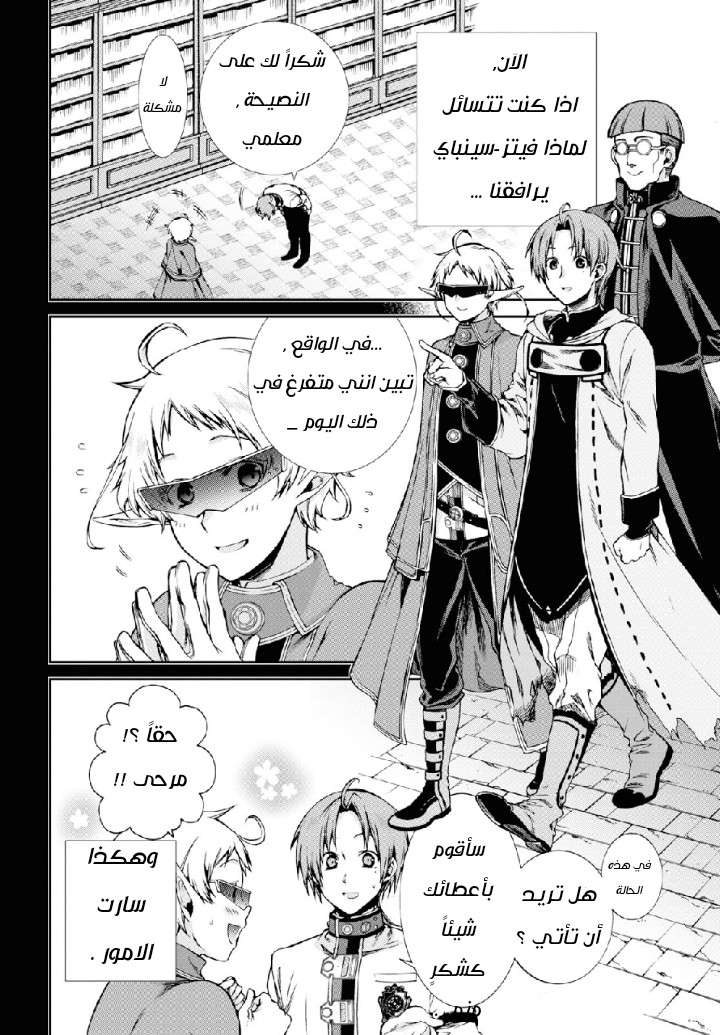 الآن,
اذا كنت تتسائل
لماذا فيتز-سينباي
يرافقنا ...
شكراً لك على
النصيحة ,
معلمي
لا
مشكلة
...في الواقع ,
تبين انني متفرغ في
ذلك اليوم _
في هذه
الحالة
هل تريد
أن تأتي ؟
سأقوم
بأعطائك
شيئاً
كشكرٍ
حقاً ؟!
مرحى !!
وهكذا
سارت
الامور .